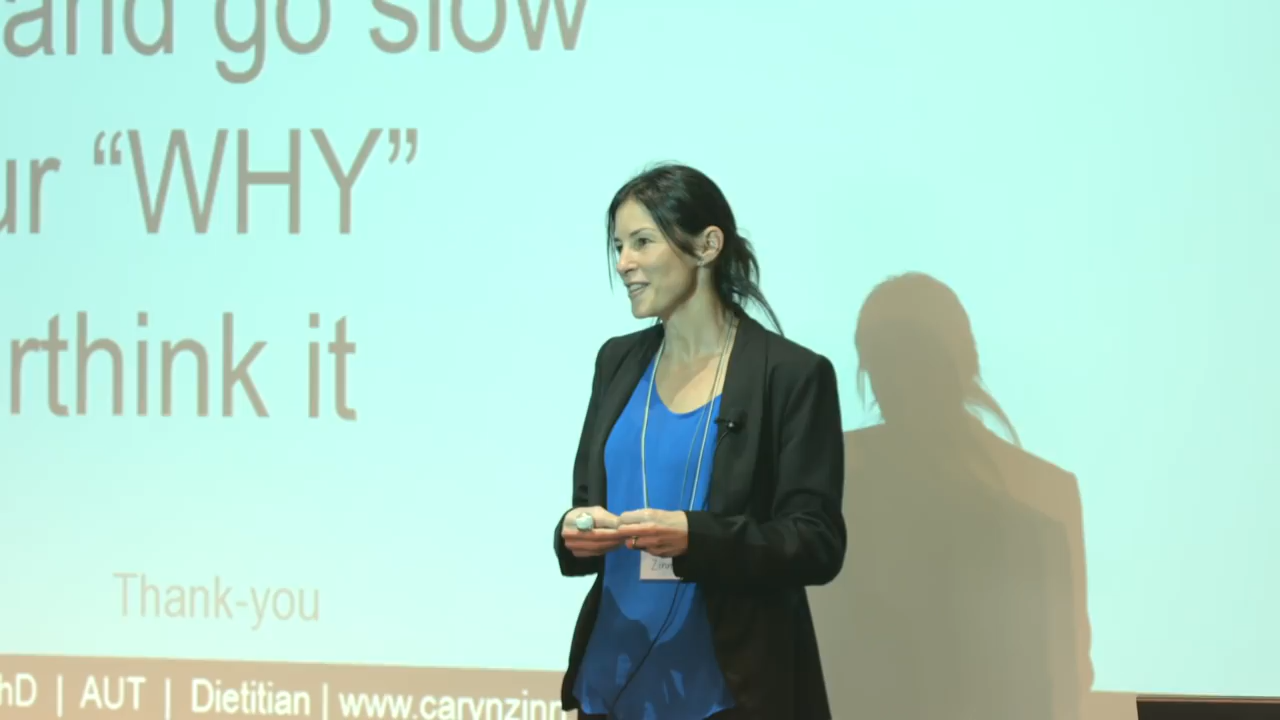 and go slow
ur “WHY”
rthink it
Thank-you
hD | AUT | Dietitian | www.carynzinn
Zinn